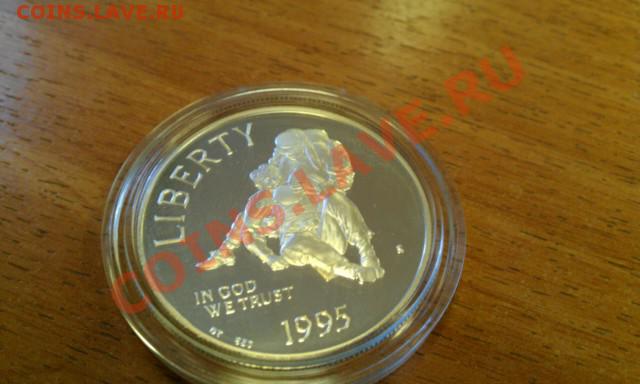 COINS.LAVE.RU
COINS.LAVE.RU
LIBERTY
IN GOD
WE TRUST
1995